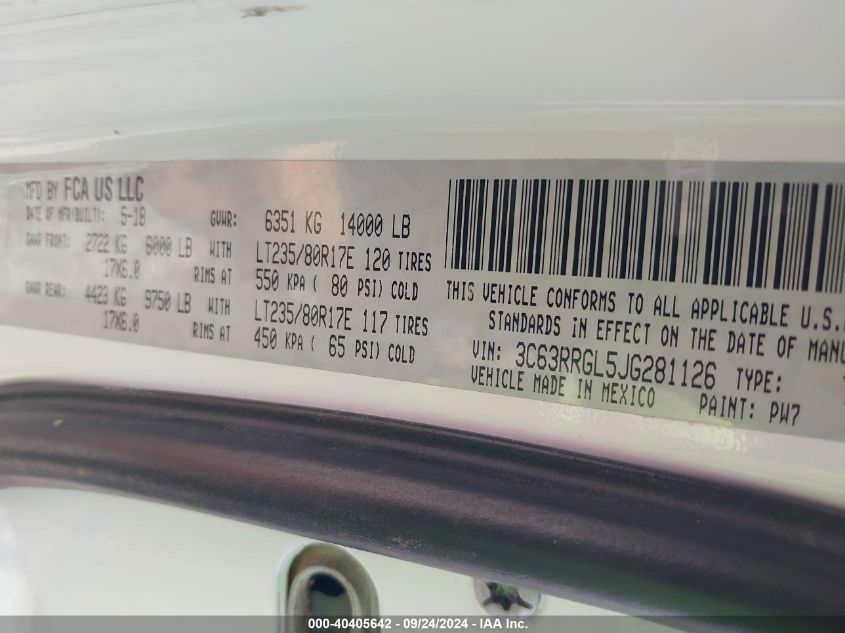 MFD BY FCA US LLC
DATE OF MFR(BUILT): 5-18 GVWR: 6351 KG 14000 LB
GAWR FRONT: 2722 KG 6000 LB WITH LT235/80R17E 120 TIRES
17X6.0 RIMS AT 550 KPA ( 80 PSI) COLD
GAWR REAR: 4423 KG 9750 LB WITH LT235/80R17E 117 TIRES
17X6.0 RIMS AT 450 KPA ( 65 PSI) COLD
THIS VEHICLE CONFORMS TO ALL APPLICABLE U.S.
STANDARDS IN EFFECT ON THE DATE OF MANU
VIN: 3C63RRGL5JG281126 TYPE:
VEHICLE MADE IN MEXICO PAINT: PW7
000-40405642 - 09/24/2024 - IAA Inc.